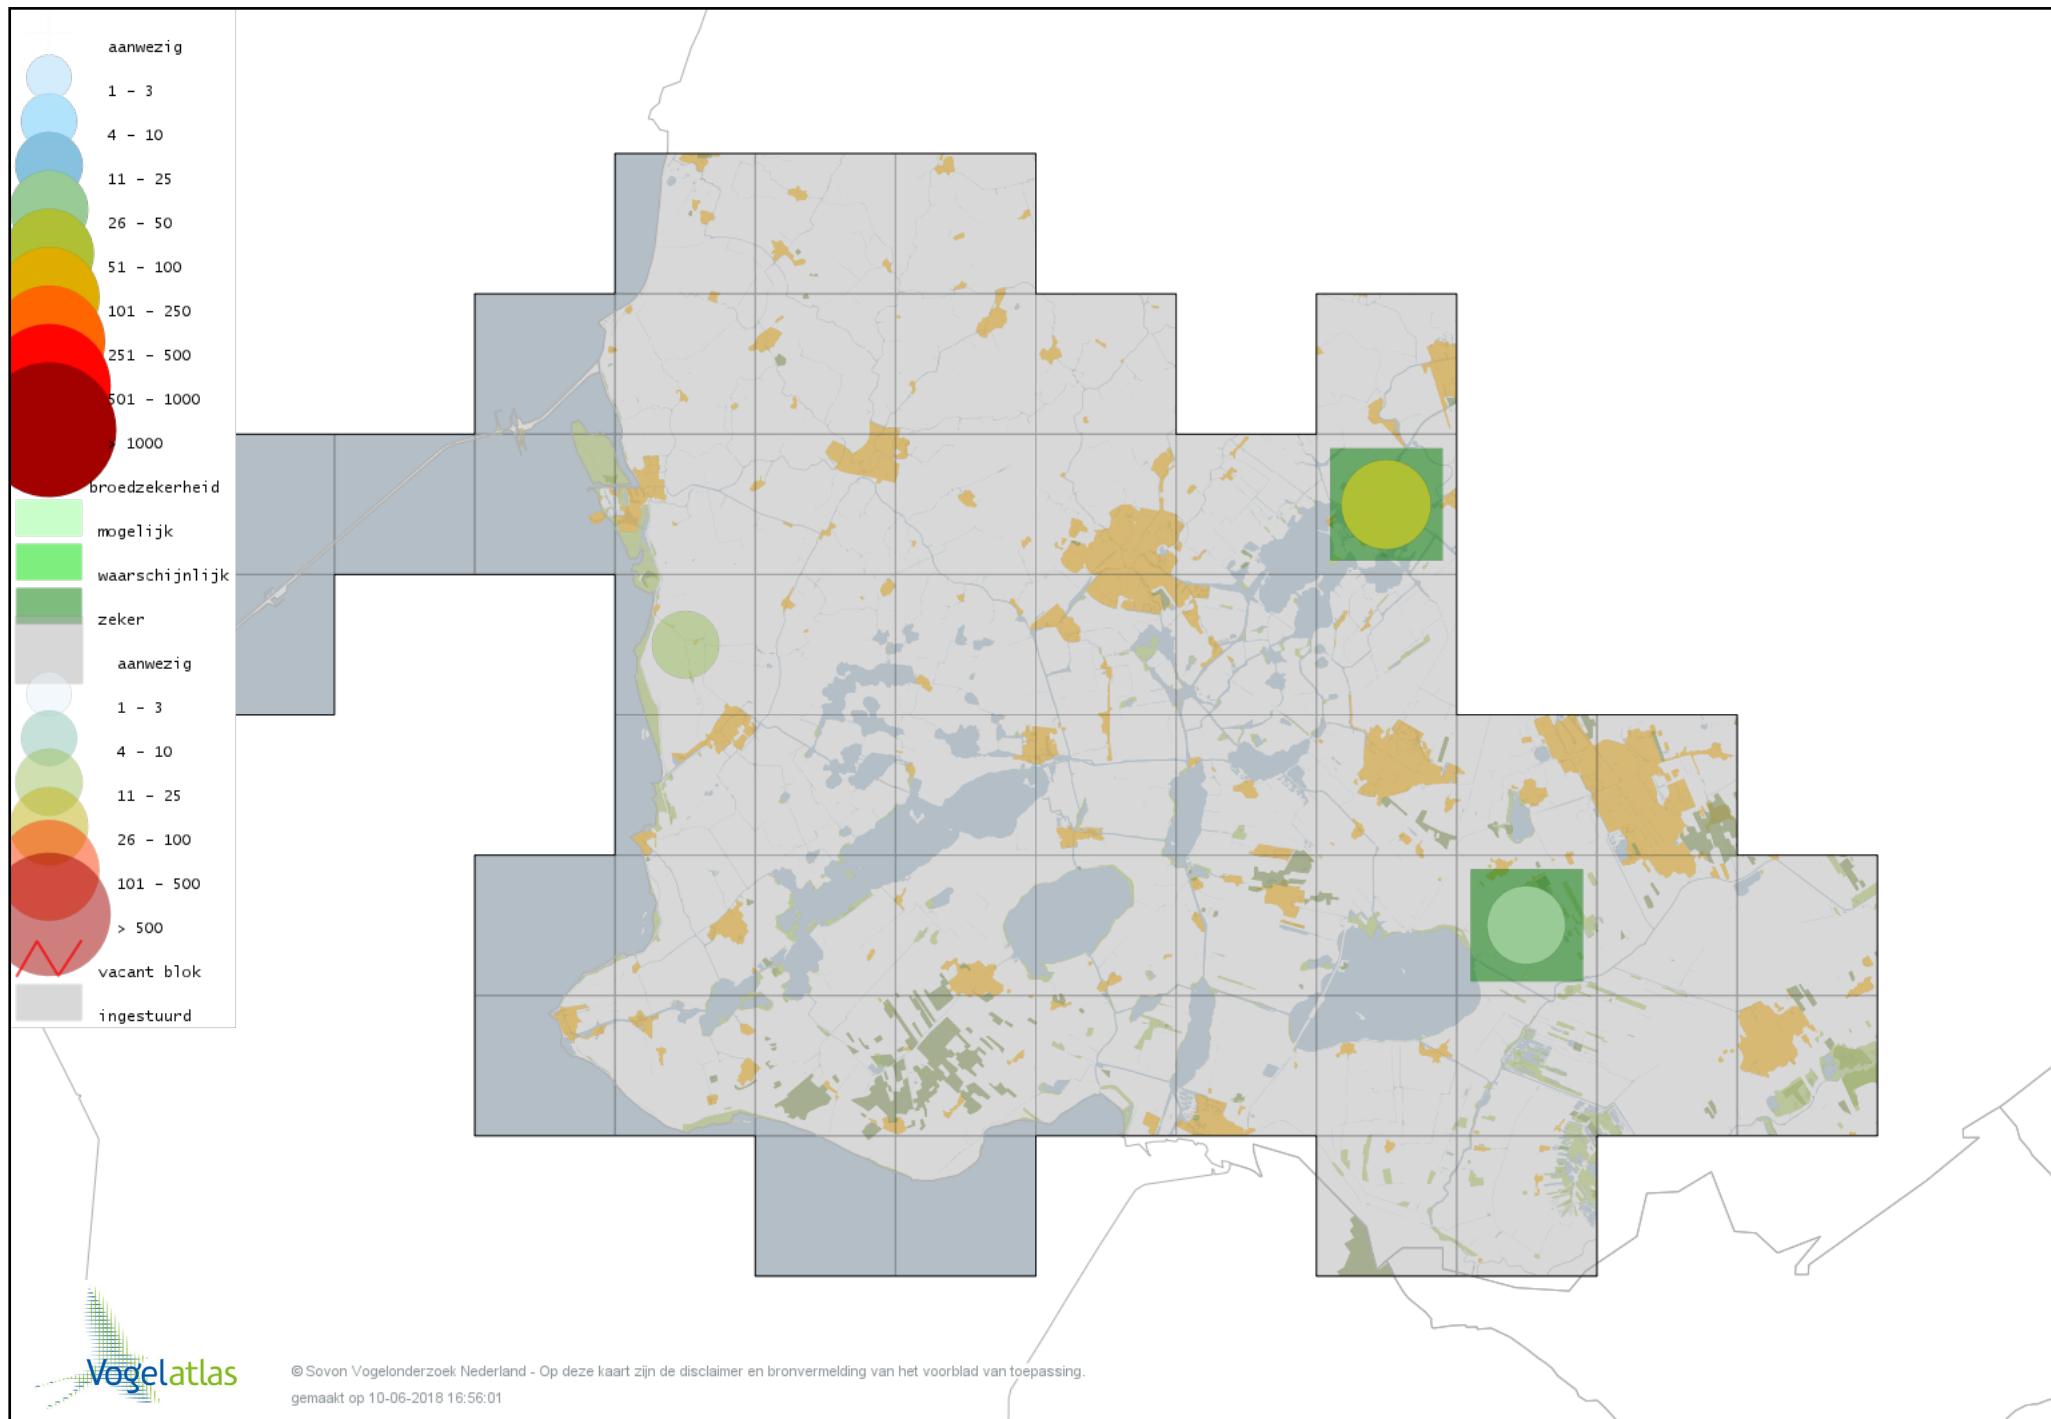 aanwezig
1 - 3
4 - 10
11 - 25
26 - 50
51 - 100
101 - 250
251 - 500
501 - 1000
> 1000
broedzekerheid
mogelijk
waarschijnlijk
zeker
aanwezig
1 - 3
4 - 10
11 - 25
26 - 100
101 - 500
> 500
vacant blok
ingestuurd
Vogelatlas
© Sovon Vogelonderzoek Nederland - Op deze kaart zijn de disclaimer en bronvermelding van het voorblad van toepassing.
gemaakt op 10-06-2018 16:56:01